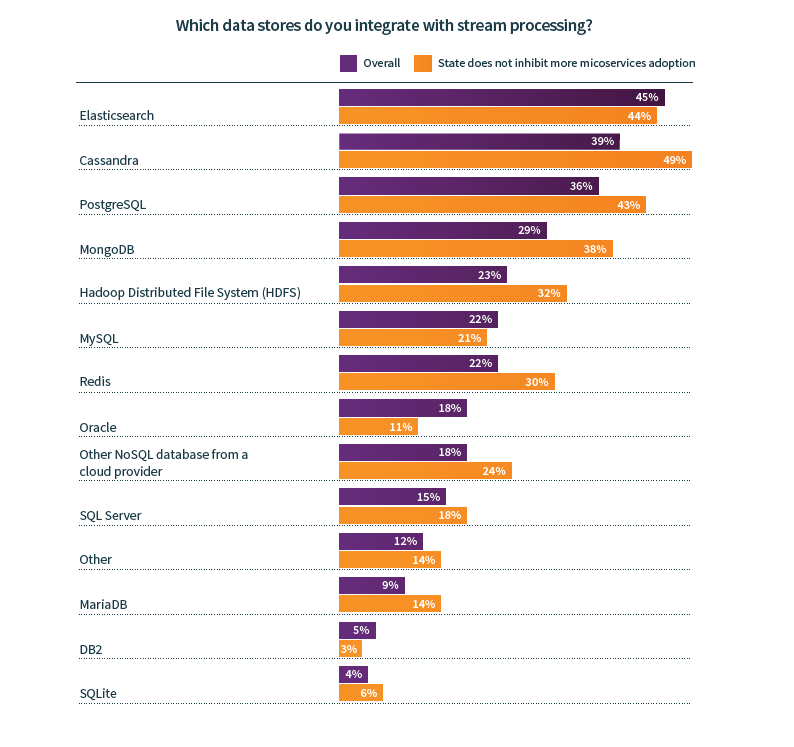 Which data stores do you integrate with stream processing?
Overall State does not inhibit more micoservices adoption
45%
Elasticsearch 44%
39%
Cassandra 49%
36%
PostgreSQL 43%
29%
MongoDB 38%
23%
Hadoop Distributed File System (HDFS) 32%
22%
MySQL 21%
22%
Redis 30%
18%
Oracle 11%
Other NoSQL database from a 18%
cloud provider 24%
15%
SQL Server 18%
12%
Other 14%
9%
MariaDB 14%
5%
DB2 3%
4%
SQLite 6%